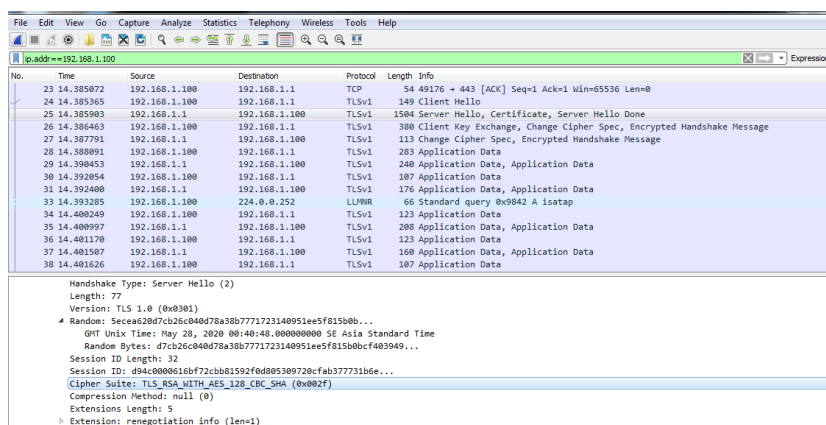 File Edit View Go Capture Analyze Statistics Telephony Wireless Tools Help
ip.addr==192.168.1.100
Expression
No. Time Source Destination Protocol Length Info
23 14.385072 192.168.1.100 192.168.1.1 TCP 54 49176 → 443 [ACK] Seq=1 Ack=1 Win=65536 Len=0
24 14.385365 192.168.1.100 192.168.1.1 TLSv1 149 Client Hello
25 14.385903 192.168.1.1 192.168.1.100 TLSv1 1504 Server Hello, Certificate, Server Hello Done
26 14.386463 192.168.1.100 192.168.1.1 TLSv1 380 Client Key Exchange, Change Cipher Spec, Encrypted Handshake Message
27 14.387791 192.168.1.1 192.168.1.100 TLSv1 113 Change Cipher Spec, Encrypted Handshake Message
28 14.388091 192.168.1.100 192.168.1.1 TLSv1 283 Application Data
29 14.390453 192.168.1.1 192.168.1.100 TLSv1 240 Application Data, Application Data
30 14.392054 192.168.1.100 192.168.1.1 TLSv1 107 Application Data
31 14.392400 192.168.1.1 192.168.1.100 TLSv1 176 Application Data, Application Data
33 14.393285 192.168.1.100 224.0.0.252 LLMNR 66 Standard query 0x9842 A isatap
34 14.400249 192.168.1.100 192.168.1.1 TLSv1 123 Application Data
35 14.400997 192.168.1.1 192.168.1.100 TLSv1 208 Application Data, Application Data
36 14.401170 192.168.1.100 192.168.1.1 TLSv1 123 Application Data
37 14.401507 192.168.1.1 192.168.1.100 TLSv1 160 Application Data, Application Data
38 14.401626 192.168.1.100 192.168.1.1 TLSv1 107 Application Data
Handshake Type: Server Hello (2)
Length: 77
Version: TLS 1.0 (0x0301)
Random: 5ecea620d7cb26c040d78a38b7771723140951ee5f815b0b...
GMT Unix Time: May 28, 2020 00:40:48.000000000 SE Asia Standard Time
Random Bytes: d7cb26c040d78a38b7771723140951ee5f815b0bcf403949...
Session ID Length: 32
Session ID: d94c0000616bf72cbb81592f0d805309720cfab377731b6e...
Cipher Suite: TLS_RSA_WITH_AES_128_CBC_SHA (0x002f)
Compression Method: null (0)
Extensions Length: 5
Extension: renegotiation info (len=1)